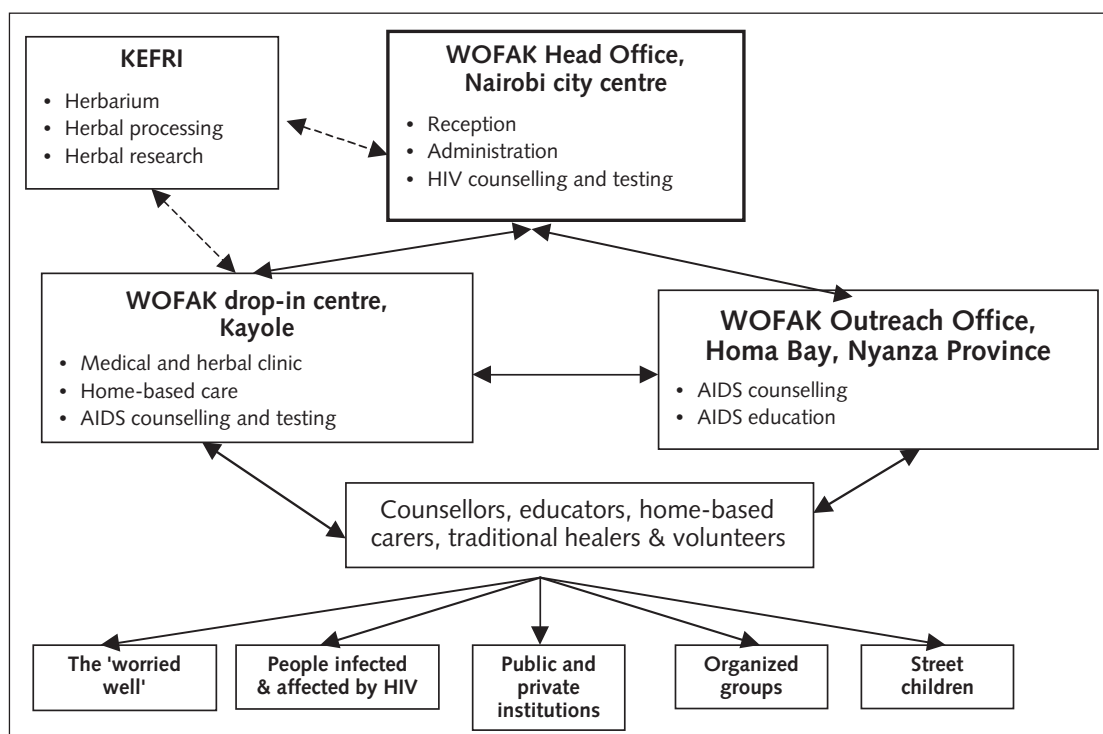 KEFRI
• Herbarium
• Herbal processing
• Herbal research
WOFAK Head Office,
Nairobi city centre
• Reception
• Administration
• HIV counselling and testing
WOFAK drop-in centre,
Kayole
• Medical and herbal clinic
• Home-based care
• AIDS counselling and testing
WOFAK Outreach Office,
Homa Bay, Nyanza Province
• AIDS counselling
• AIDS education
Counsellors, educators, home-based
carers, traditional healers & volunteers
The 'worried
well'
People infected
& affected by HIV
Public and
private
institutions
Organized
groups
Street
children